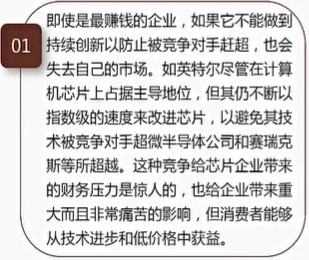 01
即使是最赚钱的企业，如果它不能做到
持续创新以防止被竞争对手赶超，也会
失去自己的市场。如英特尔尽管在计算
机芯片上占据主导地位，但其仍不断以
指数级的速度来改进芯片，以避免其技
术被竞争对手超微半导体公司和赛瑞克
斯等所超越。这种竞争给芯片企业带来
的财务压力是惊人的，也给企业带来重
大而且非常痛苦的影响，但消费者能够
从技术进步和低价格中获益。